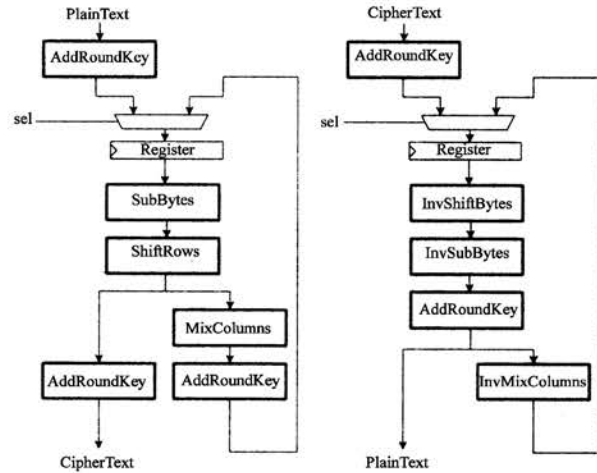 PlainText
AddRoundKey
sel
Register
SubBytes
ShiftRows
MixColumns
AddRoundKey
AddRoundKey
CipherText
CipherText
AddRoundKey
sel
Register
InvShiftBytes
InvSubBytes
AddRoundKey
InvMixColumns
PlainText